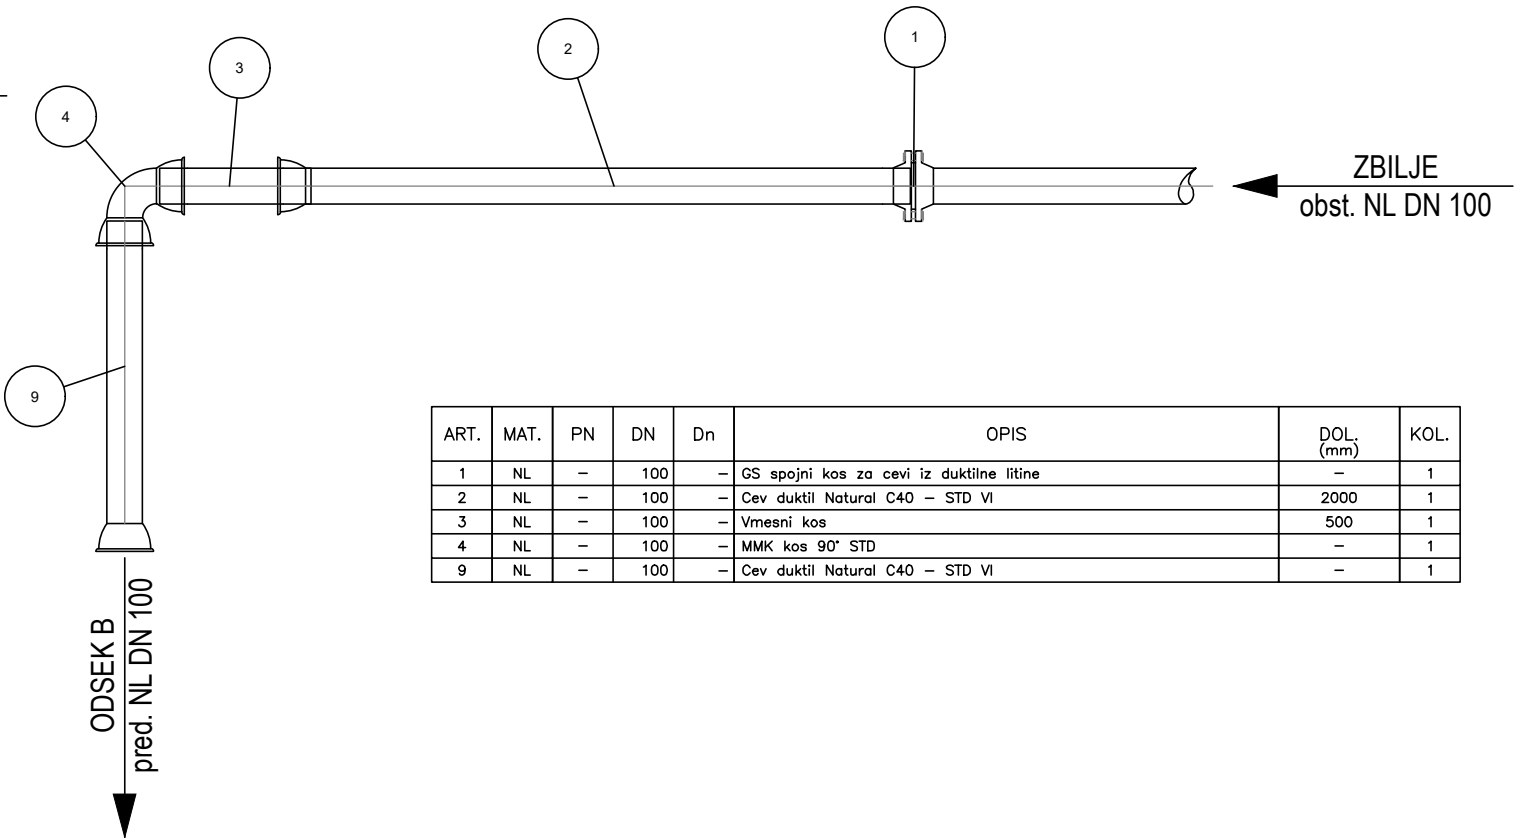 1
2
3
4
ZBILJE
obst. NL DN 100
9
ART. MAT. PN DN Dn OPIS DOL. (mm) KOL.
1 NL – 100 – GS spojni kos za cevi iz duktilne litine – 1
2 NL – 100 – Cev duktil Natural C40 – STD VI 2000 1
3 NL – 100 – Vmesni kos 500 1
4 NL – 100 – MMK kos 90° STD – 1
9 NL – 100 – Cev duktil Natural C40 – STD VI – 1
ODSEK B
pred. NL DN 100